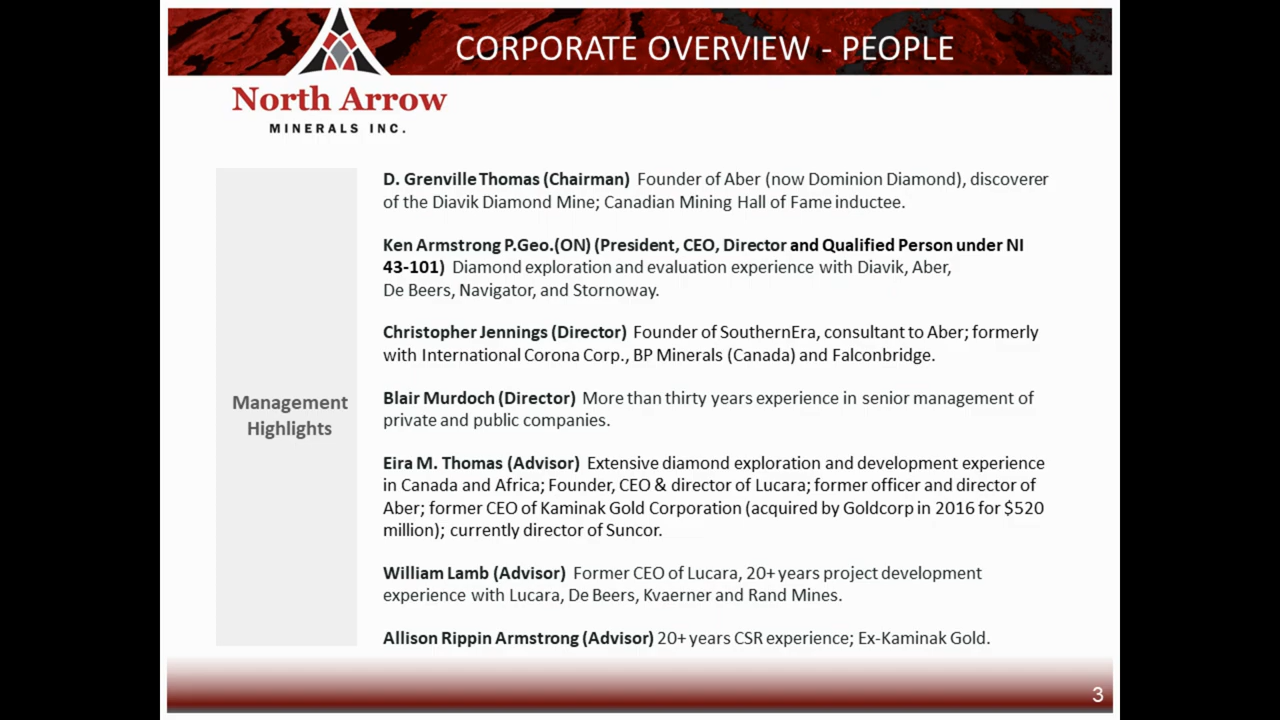 CORPORATE OVERVIEW - PEOPLE
North Arrow
MINERALS INC.
Management
Highlights
D. Grenville Thomas (Chairman) Founder of Aber (now Dominion Diamond), discoverer
of the Diavik Diamond Mine; Canadian Mining Hall of Fame inductee.
Ken Armstrong P.Geo.(ON) (President, CEO, Director and Qualified Person under NI
43-101) Diamond exploration and evaluation experience with Diavik, Aber,
De Beers, Navigator, and Stornoway.
Christopher Jennings (Director) Founder of SouthernEra, consultant to Aber; formerly
with International Corona Corp., BP Minerals (Canada) and Falconbridge.
Blair Murdoch (Director) More than thirty years experience in senior management of
private and public companies.
Eira M. Thomas (Advisor) Extensive diamond exploration and development experience
in Canada and Africa; Founder, CEO & director of Lucara; former officer and director of
Aber; former CEO of Kaminak Gold Corporation (acquired by Goldcorp in 2016 for $520
million); currently director of Suncor.
William Lamb (Advisor) Former CEO of Lucara, 20+ years project development
experience with Lucara, De Beers, Kvaerner and Rand Mines.
Allison Rippin Armstrong (Advisor) 20+ years CSR experience; Ex-Kaminak Gold.
3